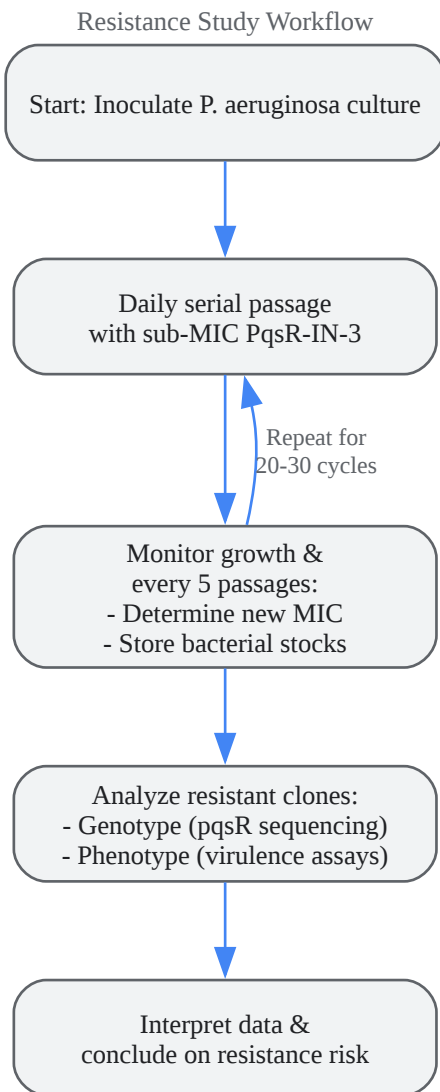 Resistance Study Workflow
Start: Inoculate P. aeruginosa culture
Daily serial passage
with sub-MIC PqsR-IN-3
Repeat for
20-30 cycles
Monitor growth &
every 5 passages:
- Determine new MIC
- Store bacterial stocks
Analyze resistant clones:
- Genotype (pqsR sequencing)
- Phenotype (virulence assays)
Interpret data &
conclude on resistance risk